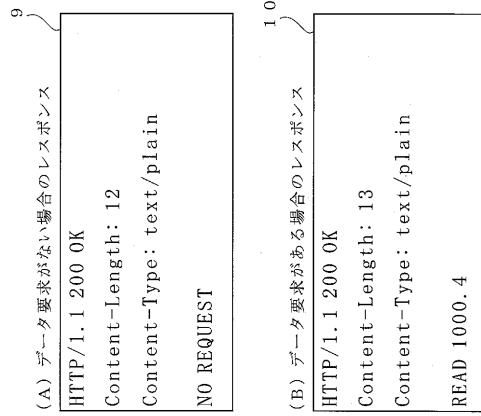 (A) データ要求がない場合のレスポンス
9
HTTP/1.1 200 OK
Content-Length: 12
Content-Type: text/plain
NO REQUEST
(B) データ要求がある場合のレスポンス
10
HTTP/1.1 200 OK
Content-Length: 13
Content-Type: text/plain
READ 1000.4